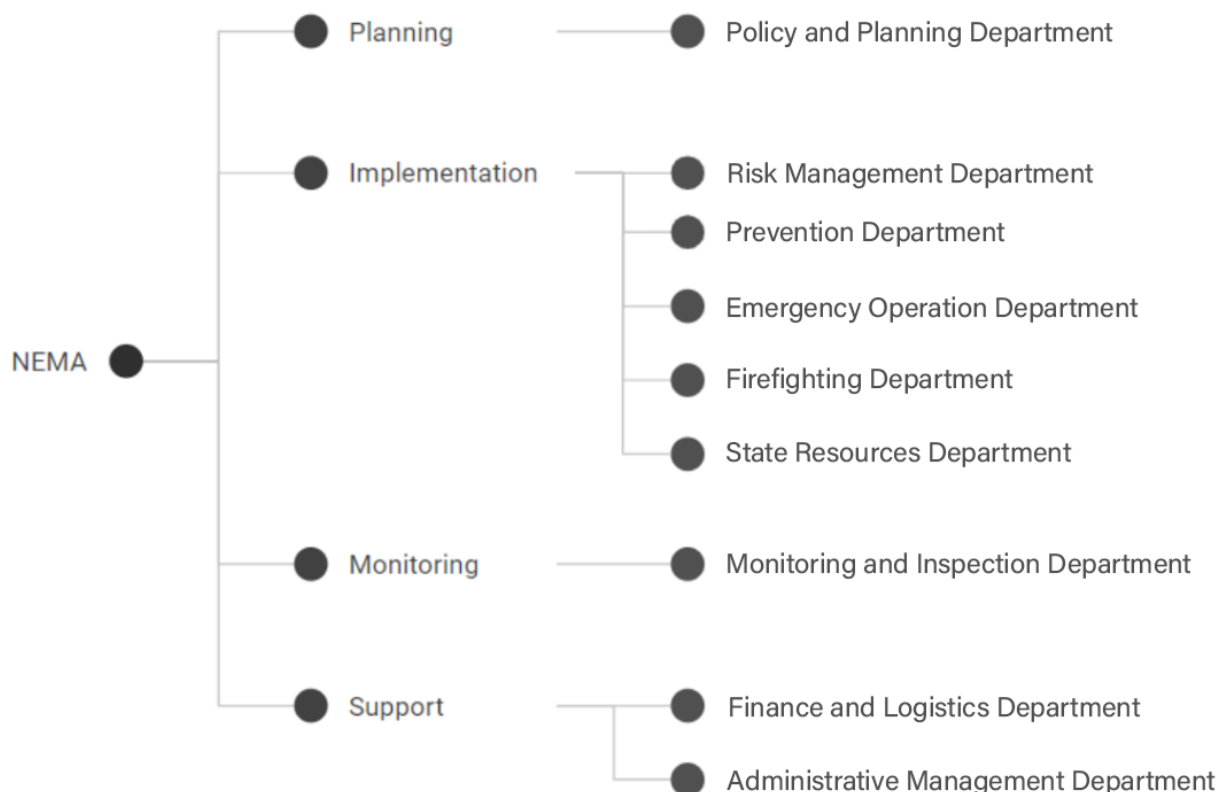 Planning
Policy and Planning Department
Implementation
Risk Management Department
Prevention Department
Emergency Operation Department
NEMA
Firefighting Department
State Resources Department
Monitoring
Monitoring and Inspection Department
Support
Finance and Logistics Department
Administrative Management Department